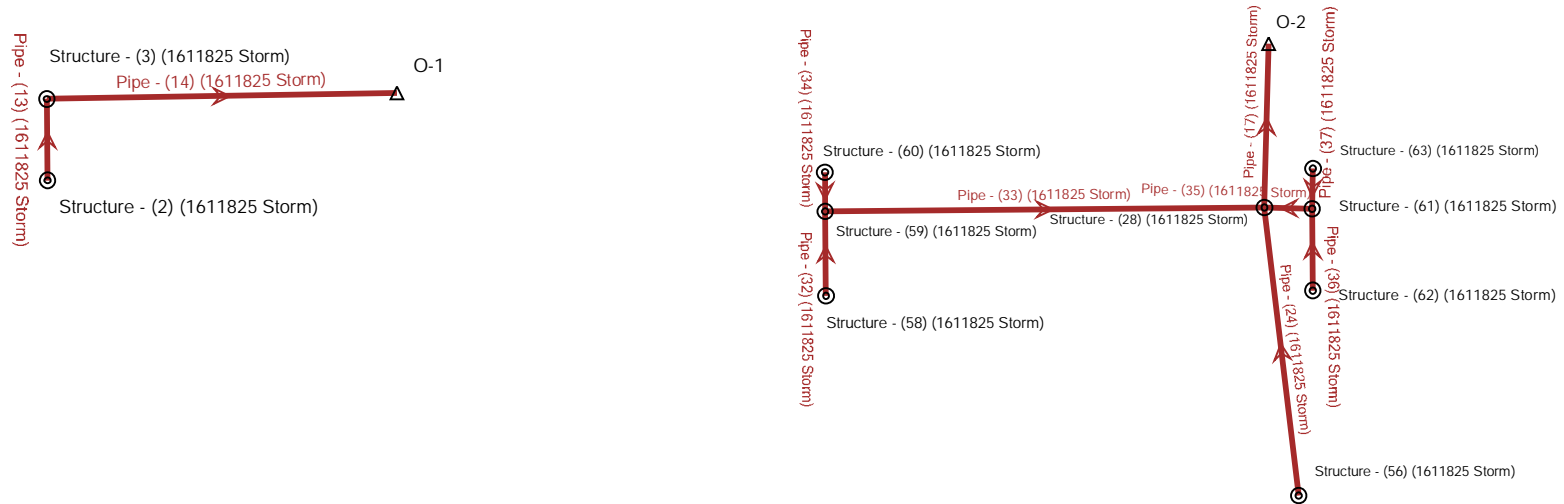 Pipe - (13) (1611825 Storm)
Structure - (3) (1611825 Storm)
Pipe - (14) (1611825 Storm)
O-1
Structure - (2) (1611825 Storm)
Pipe - (34) (1611825 Storm)
Structure - (60) (1611825 Storm)
Pipe - (33) (1611825 Storm)
Structure - (59) (1611825 Storm)
Pipe - (32) (1611825 Storm)
Structure - (58) (1611825 Storm)
Pipe - (17) (1611825 Storm)
O-2
Pipe - (37) (1611825 Storm)
Structure - (63) (1611825 Storm)
Pipe - (35) (1611825 Storm)
Structure - (28) (1611825 Storm)
Structure - (61) (1611825 Storm)
Pipe - (36) (1611825 Storm)
Structure - (62) (1611825 Storm)
Pipe - (24) (1611825 Storm)
Structure - (56) (1611825 Storm)